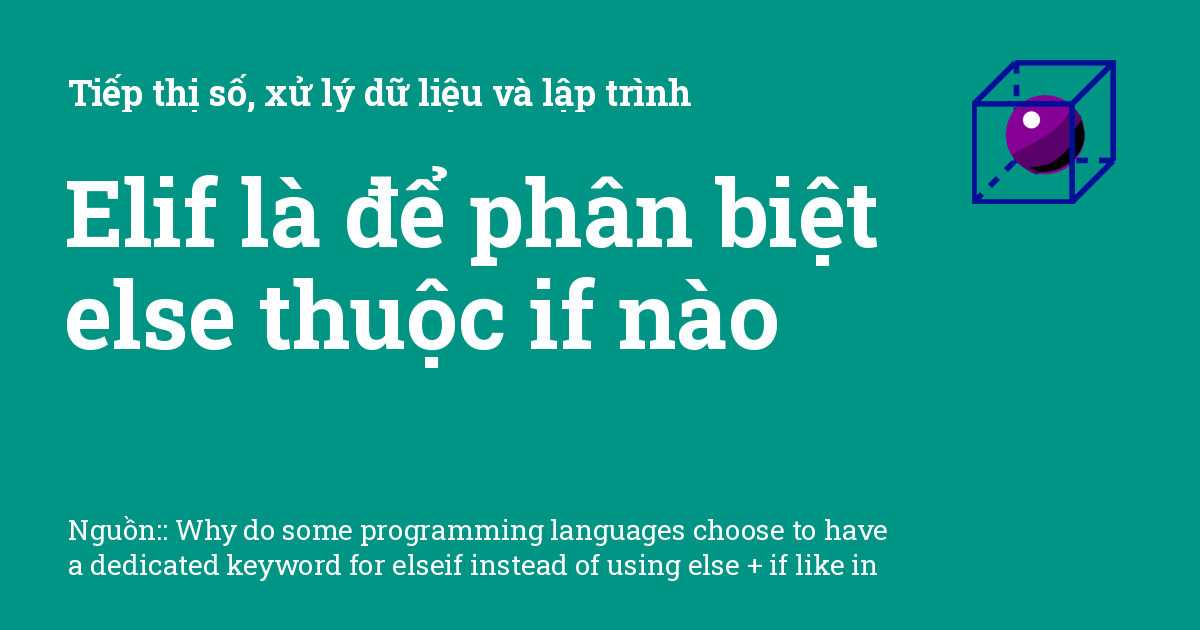 Tiếp thị số, xử lý dữ liệu và lập trình
Elif là để phân biệt
else thuộc if nào
Nguồn:: Why do some programming languages choose to have
a dedicated keyword for elseif instead of using else + if like in